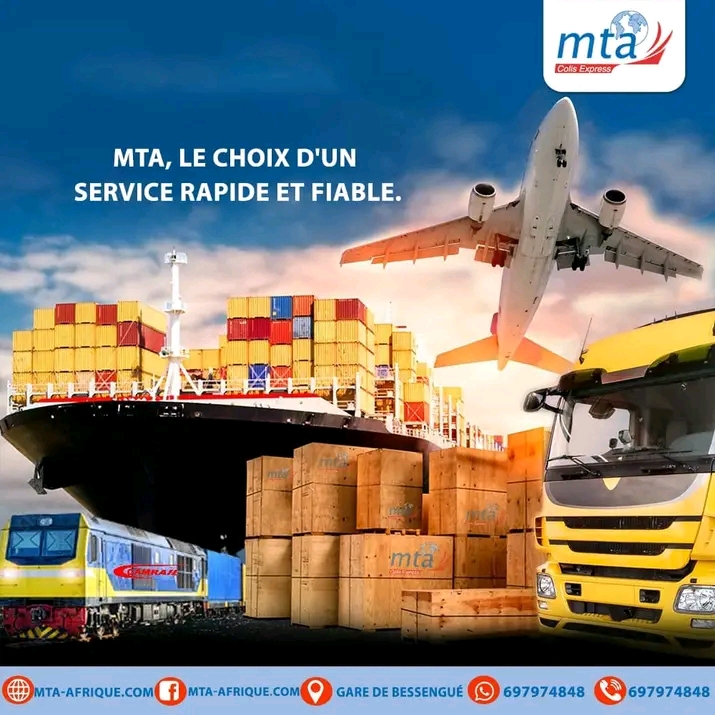 mta
Colis Express
MTA, LE CHOIX D'UN
SERVICE RAPIDE ET FIABLE.
mta
mta
mta
Colis Express
CAMRAIL
MTA-AFRIQUE.COM MTA-AFRIQUE.COM GARE DE BESSENGUÉ 697974848 697974848